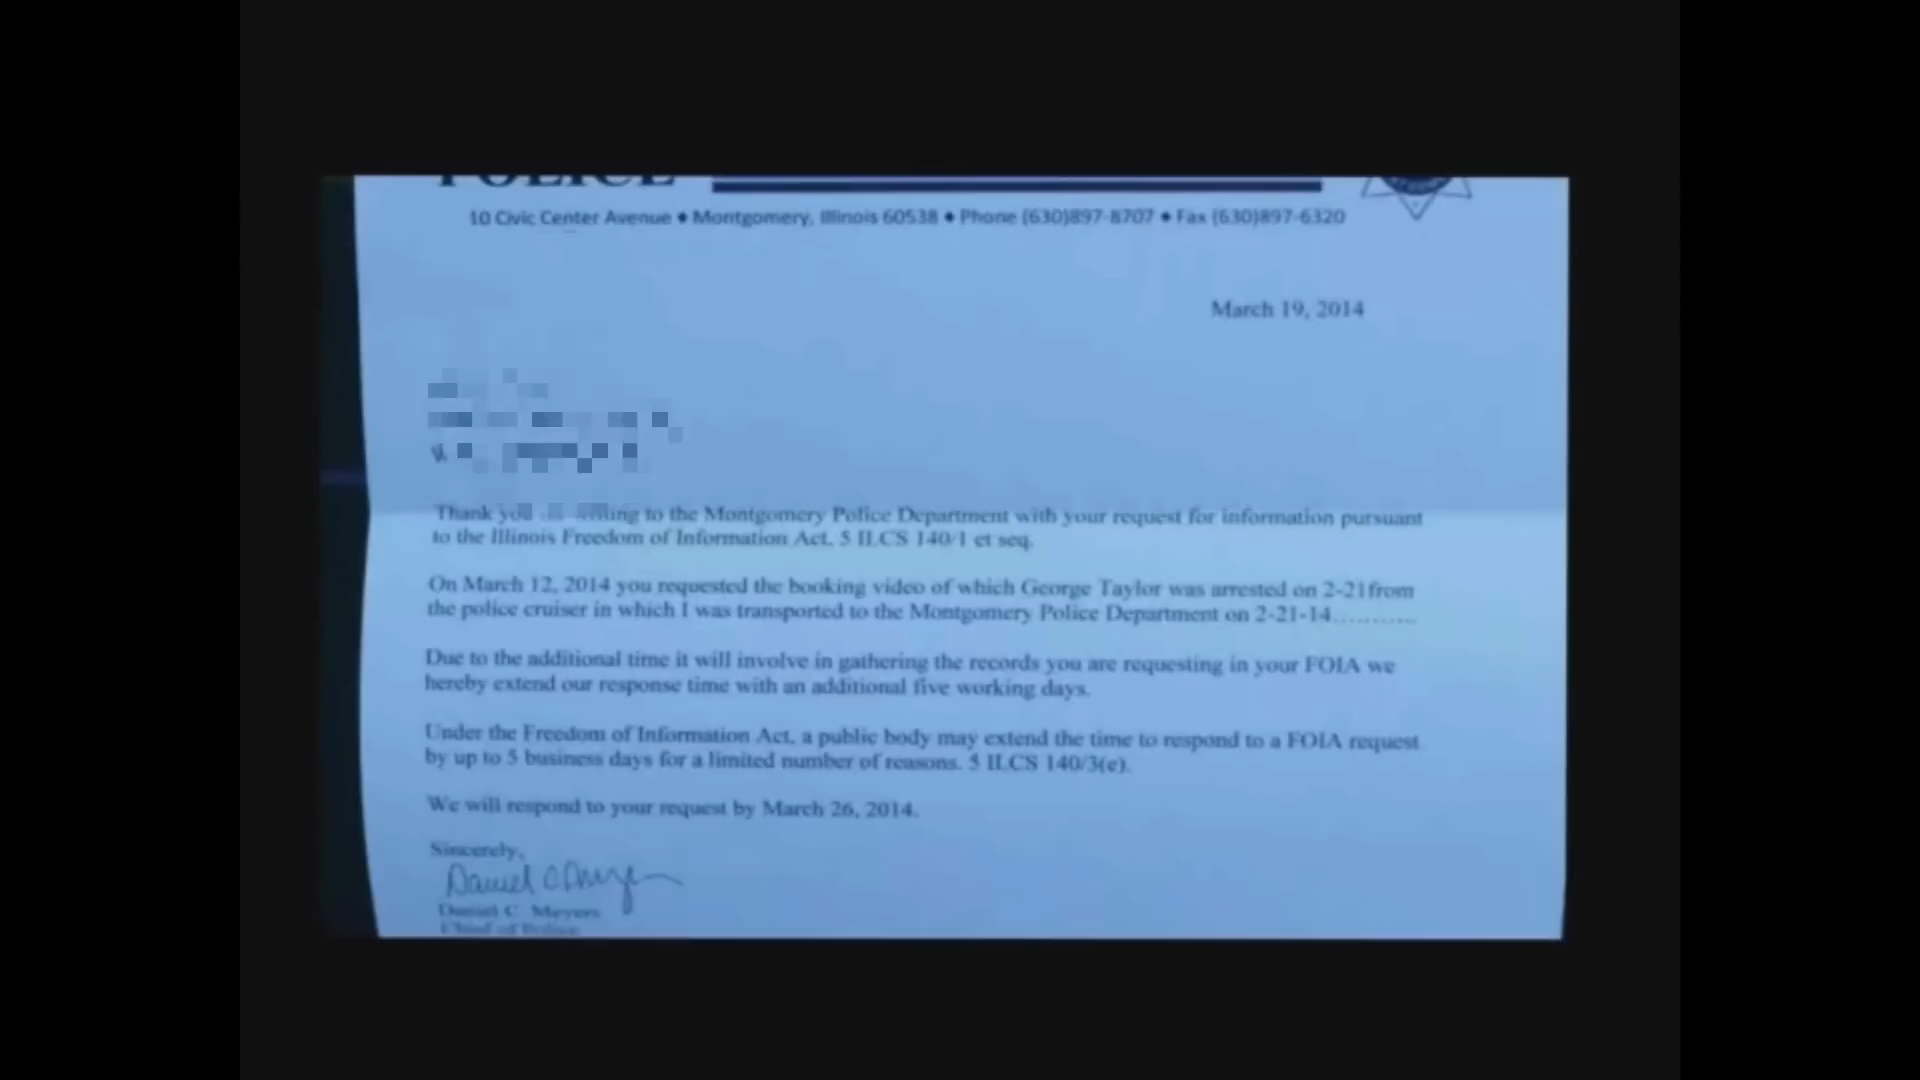 POLICE
10 Civic Center Avenue ♦ Montgomery, Illinois 60538 ♦ Phone (630)897-8707 ♦ Fax (630)897-6320
March 19, 2014
Thank you writing to the Montgomery Police Department with your request for information pursuant
to the Illinois Freedom of Information Act, 5 ILCS 140/1 et seq.
On March 12, 2014 you requested the booking video of which George Taylor was arrested on 2-21from
the police cruiser in which I was transported to the Montgomery Police Department on 2-21-14...........
Due to the additional time it will involve in gathering the records you are requesting in your FOIA we
hereby extend our response time with an additional five working days.
Under the Freedom of Information Act, a public body may extend the time to respond to a FOIA request
by up to 5 business days for a limited number of reasons. 5 ILCS 140/3(e).
We will respond to your request by March 26, 2014.
Sincerely,
Daniel C. Meyers
Chief of Police